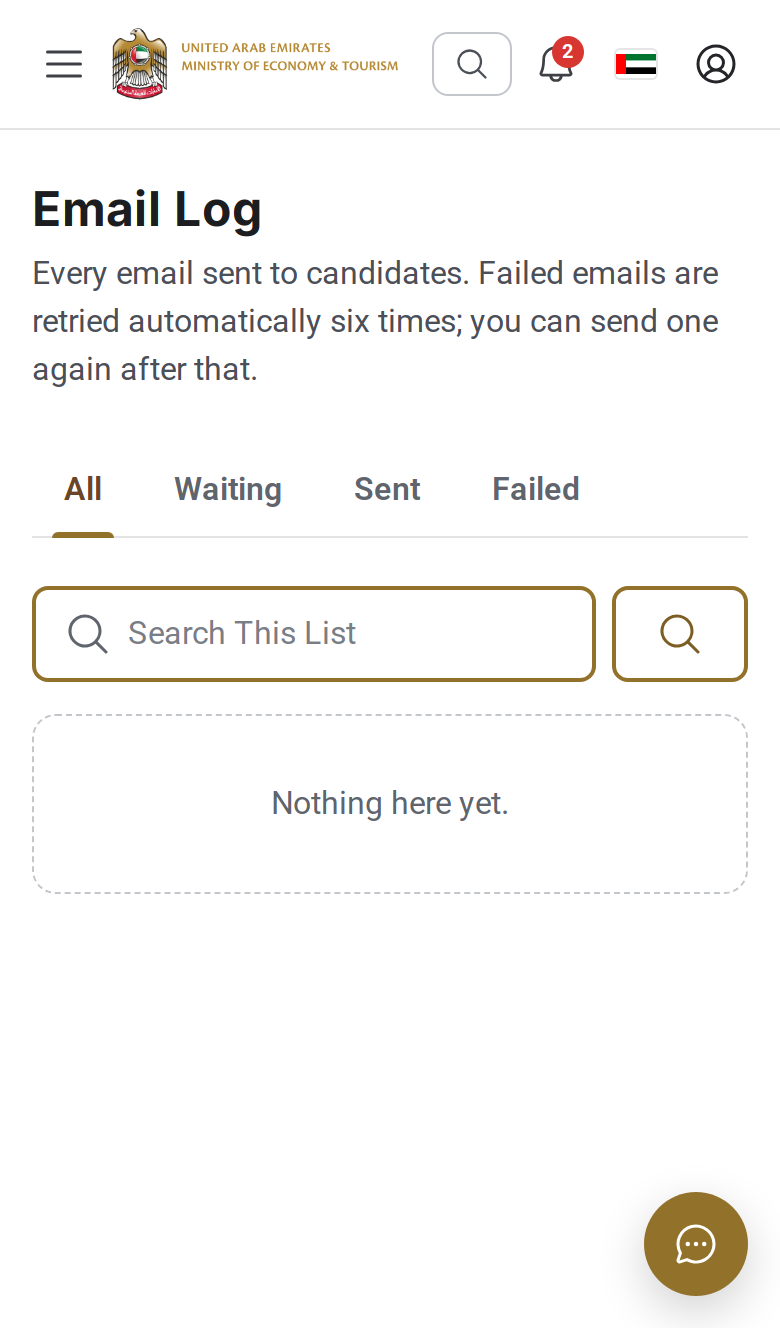 UNITED ARAB EMIRATES
MINISTRY OF ECONOMY & TOURISM
2
Email Log
Every email sent to candidates. Failed emails are
retried automatically six times; you can send one
again after that.
All
Waiting
Sent
Failed
Search This List
Nothing here yet.